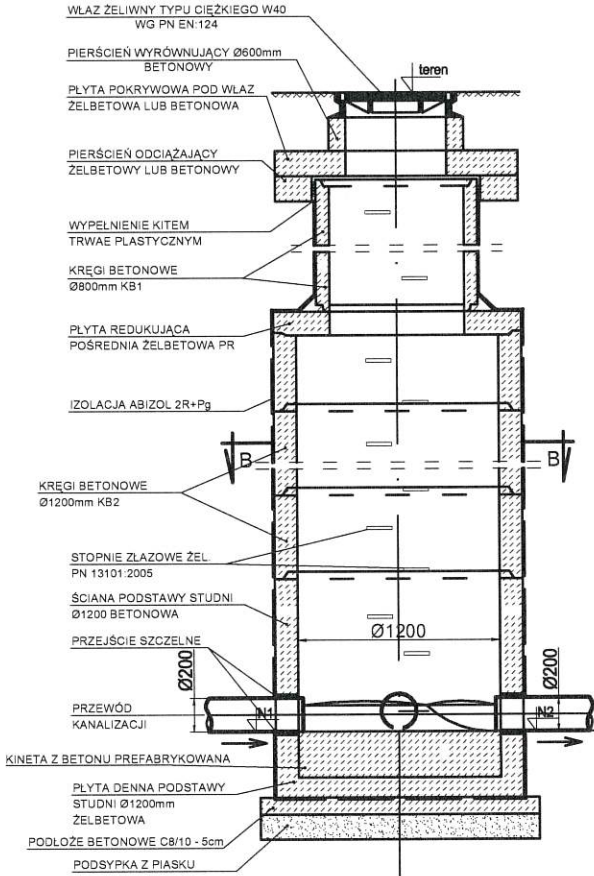 WŁAZ ŻELIWNY TYPU CIĘŻKIEGO W40
WG PN EN:124
PIERŚCIEŃ WYRÓWNUJĄCY Ø600mm
BETONOWY
teren
PŁYTA POKRYWOWA POD WŁAZ
ŻELBETOWA LUB BETONOWA
PIERŚCIEŃ ODCIĄŻAJĄCY
ŻELBETOWY LUB BETONOWY
WYPEŁNIENIE KITEM
TRWAE PLASTYCZNYM
KRĘGI BETONOWE
Ø800mm KB1
PŁYTA REDUKUJĄCA
POŚREDNIA ŻELBETOWA PR
IZOLACJA ABIZOL 2R+Pg
B
B
KRĘGI BETONOWE
Ø1200mm KB2
STOPNIE ZŁAZOWE ŻEL.
PN 13101:2005
ŚCIANA PODSTAWY STUDNI
Ø1200 BETONOWA
Ø1200
PRZEJŚCIE SZCZELNE
Ø200
Ø200
PRZEWÓD
KANALIZACJI
N1
N2
KINETA Z BETONU PREFABRYKOWANA
PŁYTA DENNA PODSTAWY
STUDNI Ø1200mm
ŻELBETOWA
PODŁOŻE BETONOWE C8/10 - 5cm
PODSYPKA Z PIASKU